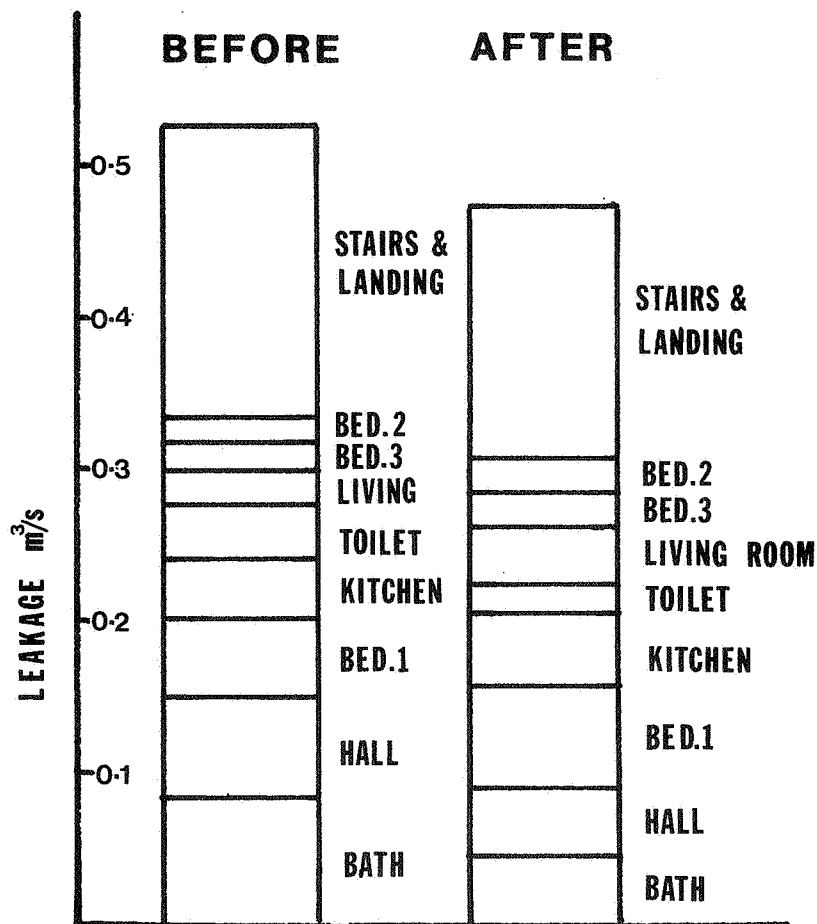 BEFORE AFTER
0·5
0·4
0·3
0·2
0·1
LEAKAGE m³/s
STAIRS &
LANDING
BED.2
BED.3
LIVING
TOILET
KITCHEN
BED.1
HALL
BATH
STAIRS &
LANDING
BED.2
BED.3
LIVING ROOM
TOILET
KITCHEN
BED.1
HALL
BATH